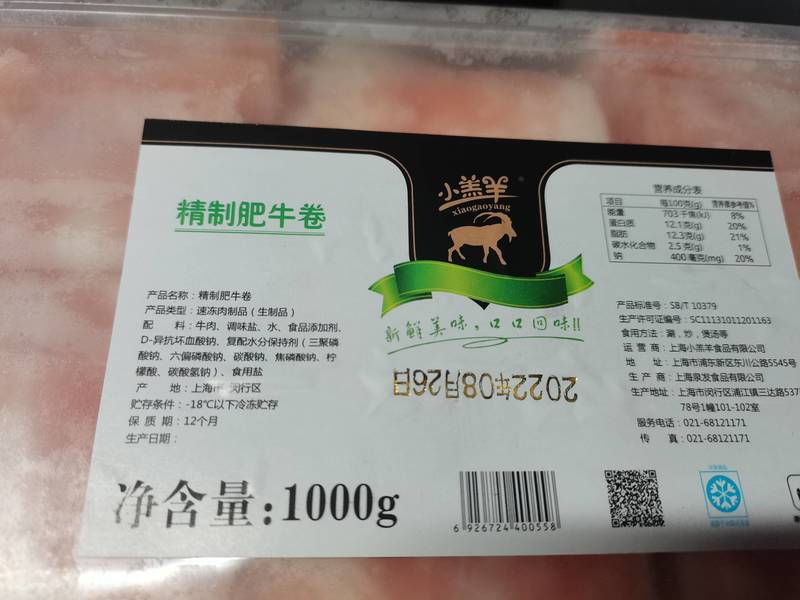 小羔羊
xiaogaoyang
精制肥牛卷
新鲜美味，口口回味!!
2022年08月26日
产品名称：精制肥牛卷
产品类型：速冻肉制品（生制品）
配 料：牛肉、调味盐、水、食品添加剂、
D-异抗坏血酸钠、复配水分保持剂（三聚磷
酸钠、六偏磷酸钠、碳酸钠、焦磷酸钠、柠
檬酸、碳酸氢钠）、食用盐
产 地：上海市 闵行区
贮存条件：-18℃以下冷冻贮存
保 质 期：12个月
生产日期：
净含量：1000g
营养成分表
项目 每100克(g) 营养素参考值%
能量 703 千焦(kJ) 8%
蛋白质 12.1克(g) 20%
脂肪 12.3克(g) 21%
碳水化合物 2.5 克(g) 1%
钠 400 毫克(mg) 20%
产品标准号：SB/T 10379
生产许可证编号：SC11131011201163
食用方法：涮，炒，煲汤等
运 营 商：上海小羔羊食品有限公司
地 址：上海市浦东新区东川公路5545号
生 产 商：上海泉发食品有限公司
生产地址：上海市闵行区浦江镇三达路537
78号1幢101-102室
服务电话：021-68121171
传 真：021-68121171
6 926724 400558